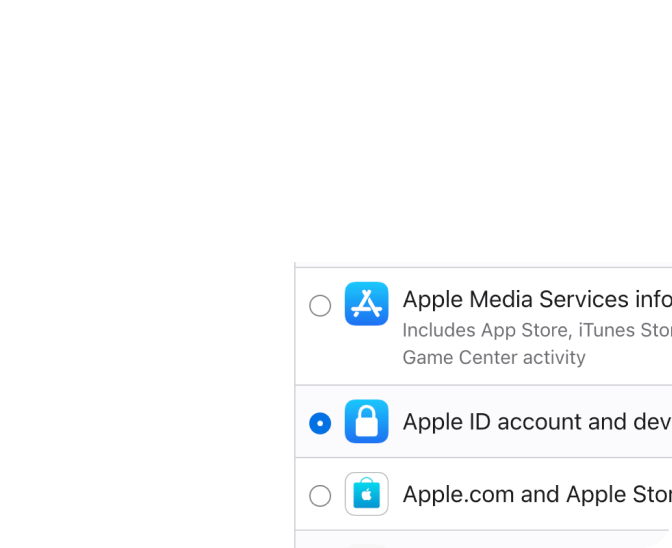 Apple Media Services info
Includes App Store, iTunes Stor
Game Center activity
Apple ID account and dev
Apple.com and Apple Stor